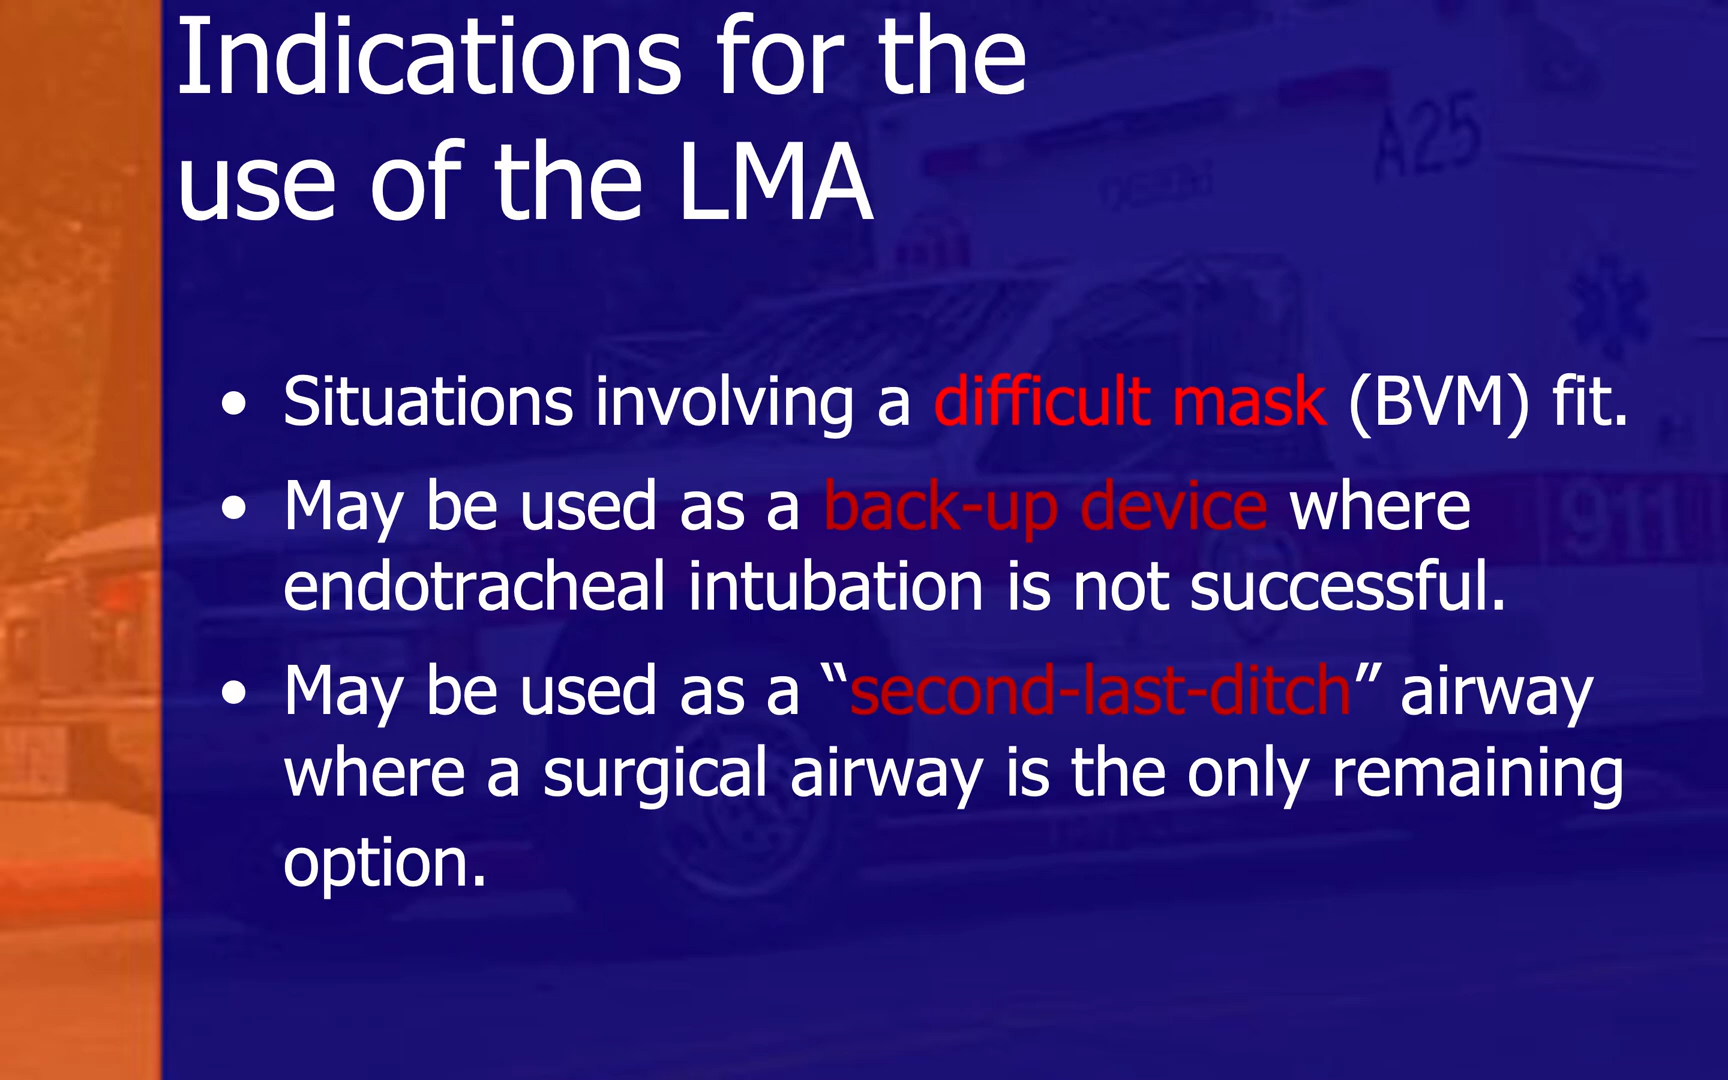 Indications for the
use of the LMA
A25
• Situations involving a difficult mask (BVM) fit.
• May be used as a back-up device where
911
endotracheal intubation is not successful.
• May be used as a “second-last-ditch” airway
where a surgical airway is the only remaining
option.